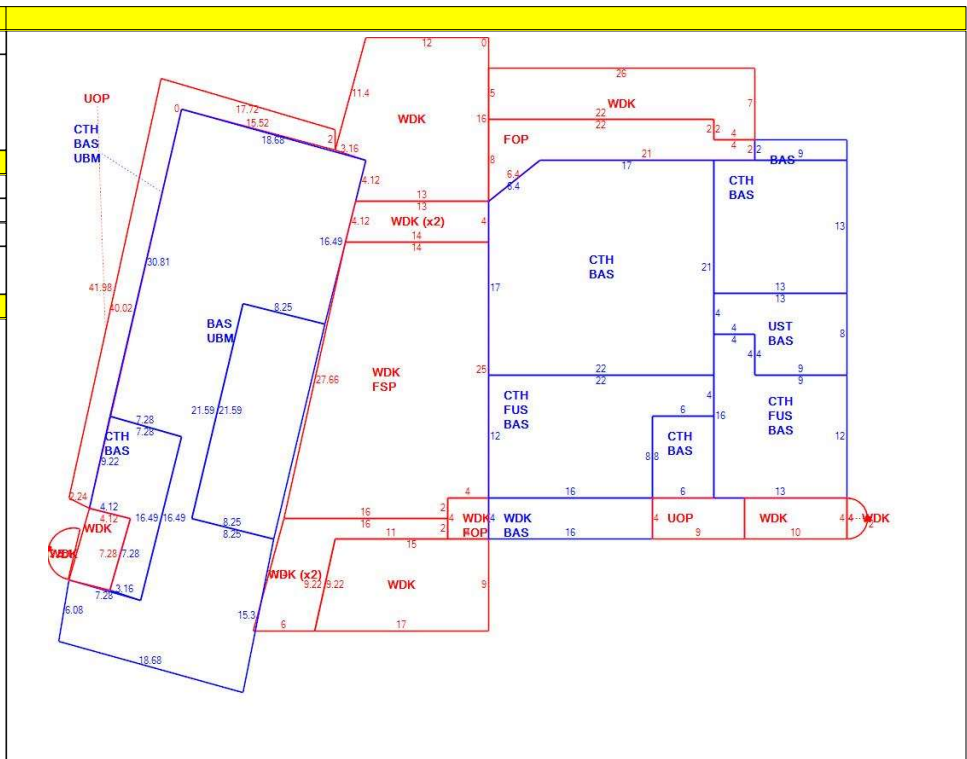 12
0
26
UOP
11.4
5
7
17.72
WDK
0
15.52
WDK
22
16
22
CTH
BAS
UBM
18.68
2
3.16
FOP
2
2
4
4
2
2
21
BAS
9
8
17
4.12
6.4
6.4
CTH
BAS
13
13
4.12
WDK (x2)
4
13
16.49
14
14
30.81
CTH
BAS
21
41.98
17
40.02
8.25
13
13
4
BAS
UBM
4
4
UST
BAS
8
4
4
WDK
FSP
25
27.66
22
22
9
9
CTH
FUS
BAS
4
CTH
FUS
BAS
21.59
21.59
6
16
7.28
7.28
CTH
BAS
12
CTH
BAS
12
9.22
8
8
2.24
4
16
6
13
4.12
16.49
16.49
8.25
16
2
4.12
WDK
4
WDK
4
WDK
4
UOP
WDK
4
4
WDK
WDK
8.25
16
2
FOP
BAS
16
9
10
11
15
7.28
7.28
WDK (x2)
9.22
9.22
WDK
9
3.16
7.28
6.08
15.3
6
17
18.68